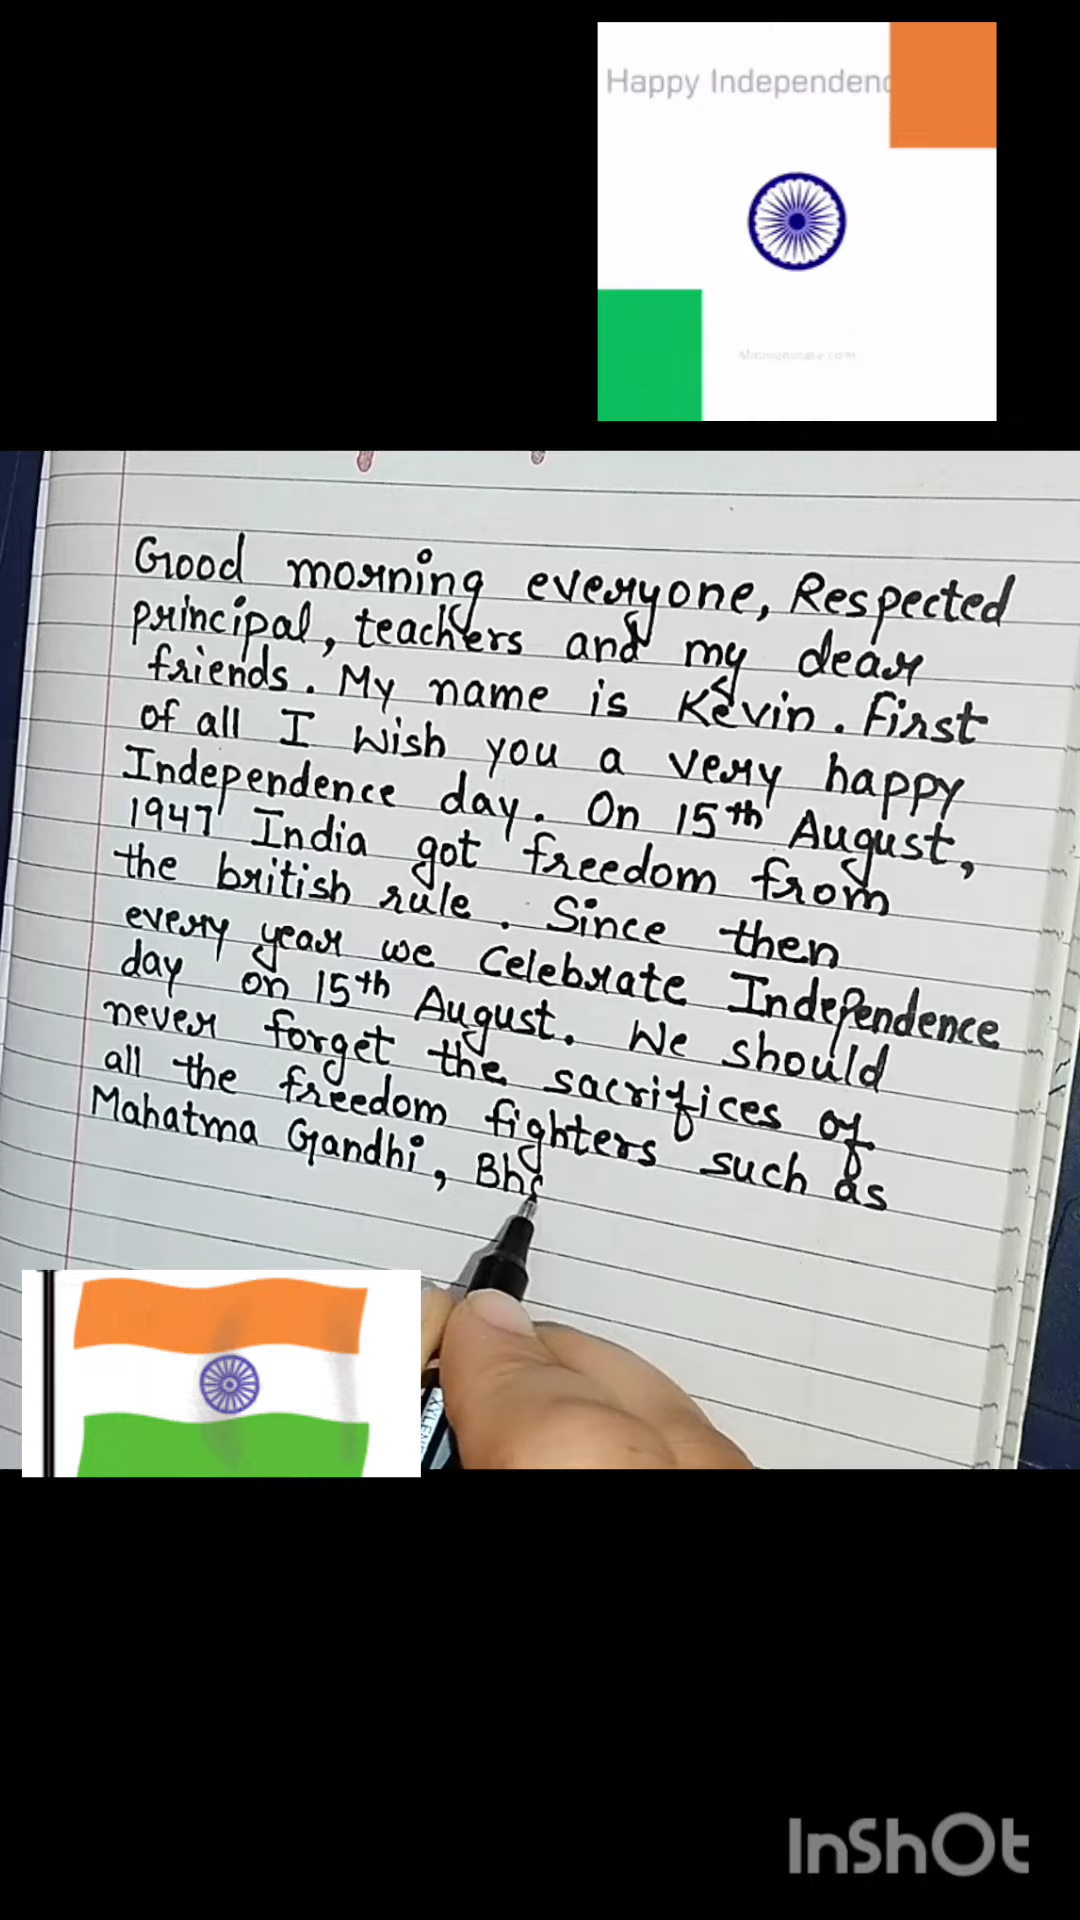 Happy Independenc
Good morning everyone, Respected
principal, teachers and my dear
friends. My name is Kevin. First
of all I wish you a very happy
Independence day. On 15th August,
1947 India got freedom from
the british rule. Since then
every year we celebrate Independence
day on 15th August. We should
never forget the sacrifices of
all the freedom fighters such as
Mahatma Gandhi, Bha
InShOt